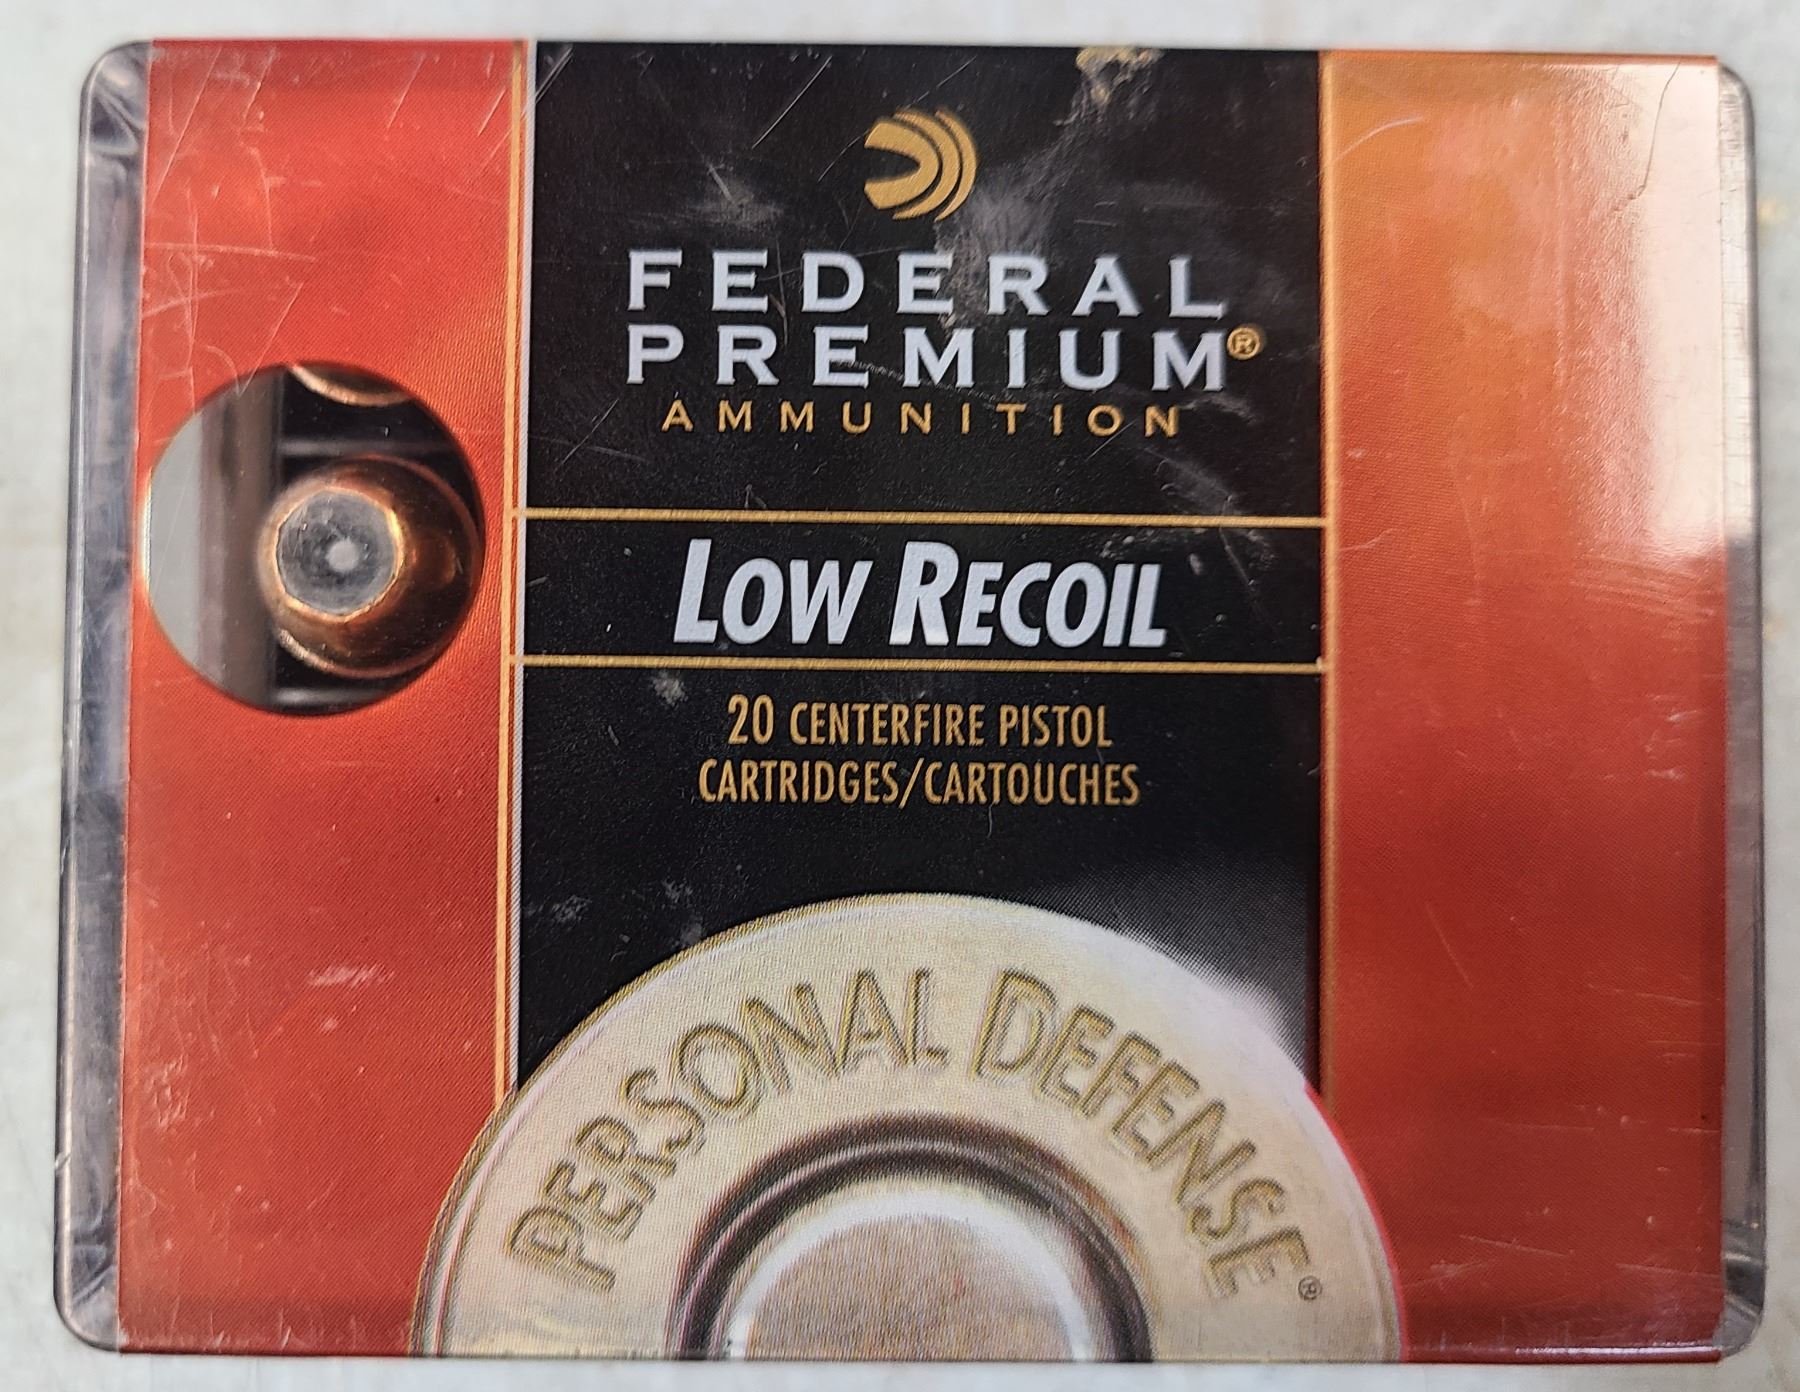 FEDERAL
PREMIUM®
AMMUNITION
LOW RECOIL
20 CENTERFIRE PISTOL
CARTRIDGES/CARTOUCHES
PERSONAL DEFENSE®